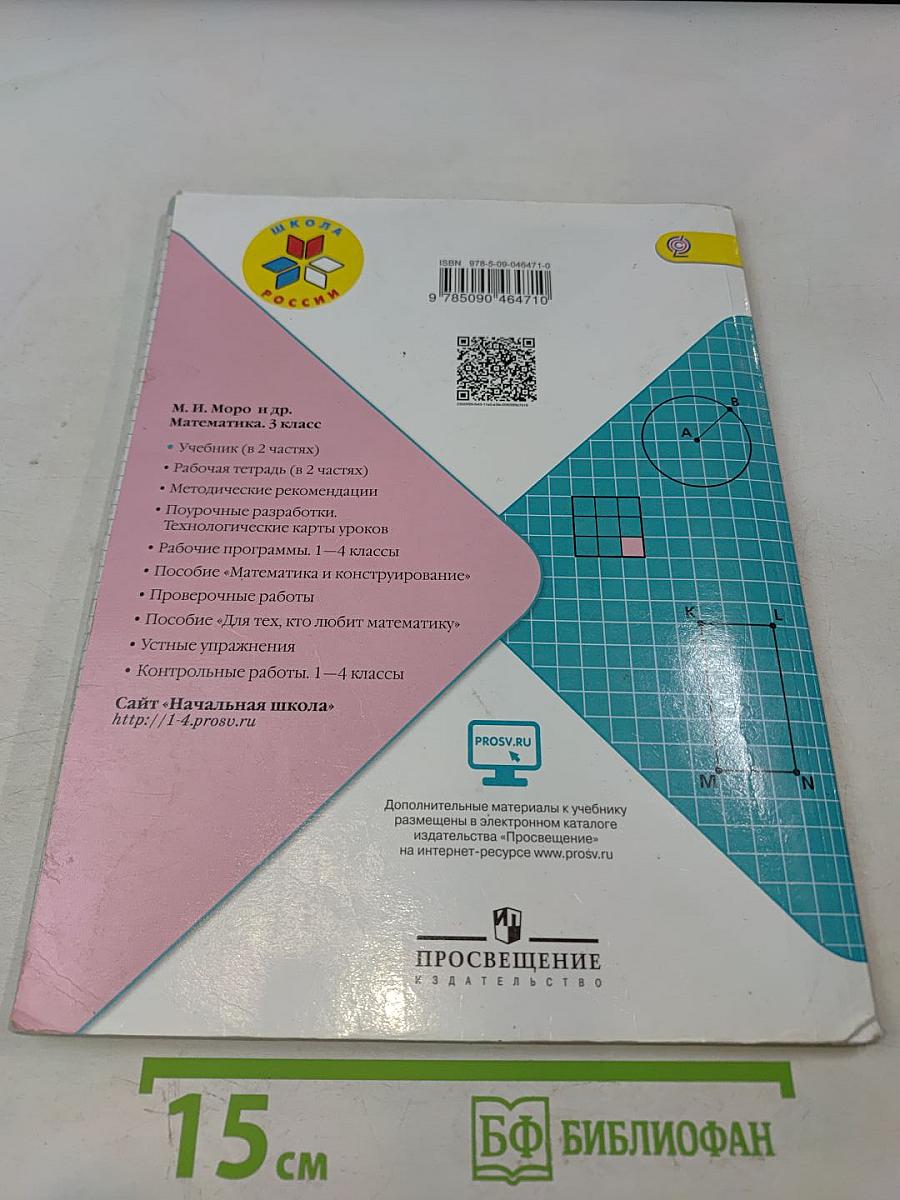 ШКОЛА
РОССИИ
ISBN 978-5-09-046471-0
9 785090 464710
М. И. Моро и др.
Математика. 3 класс
• Учебник (в 2 частях)
• Рабочая тетрадь (в 2 частях)
• Методические рекомендации
• Поурочные разработки.
Технологические карты уроков
• Рабочие программы. 1—4 классы
• Пособие «Математика и конструирование»
• Проверочные работы
• Пособие «Для тех, кто любит математику»
• Устные упражнения
• Контрольные работы. 1—4 классы
Сайт «Начальная школа»
http://1-4.prosv.ru
A
B
K
L
M
N
PROSV.RU
Дополнительные материалы к учебнику
размещены в электронном каталоге
издательства «Просвещение»
на интернет-ресурсе www.prosv.ru
ИП
ПРОСВЕЩЕНИЕ
ИЗДАТЕЛЬСТВО
15 см
БФ БИБЛИОФАН